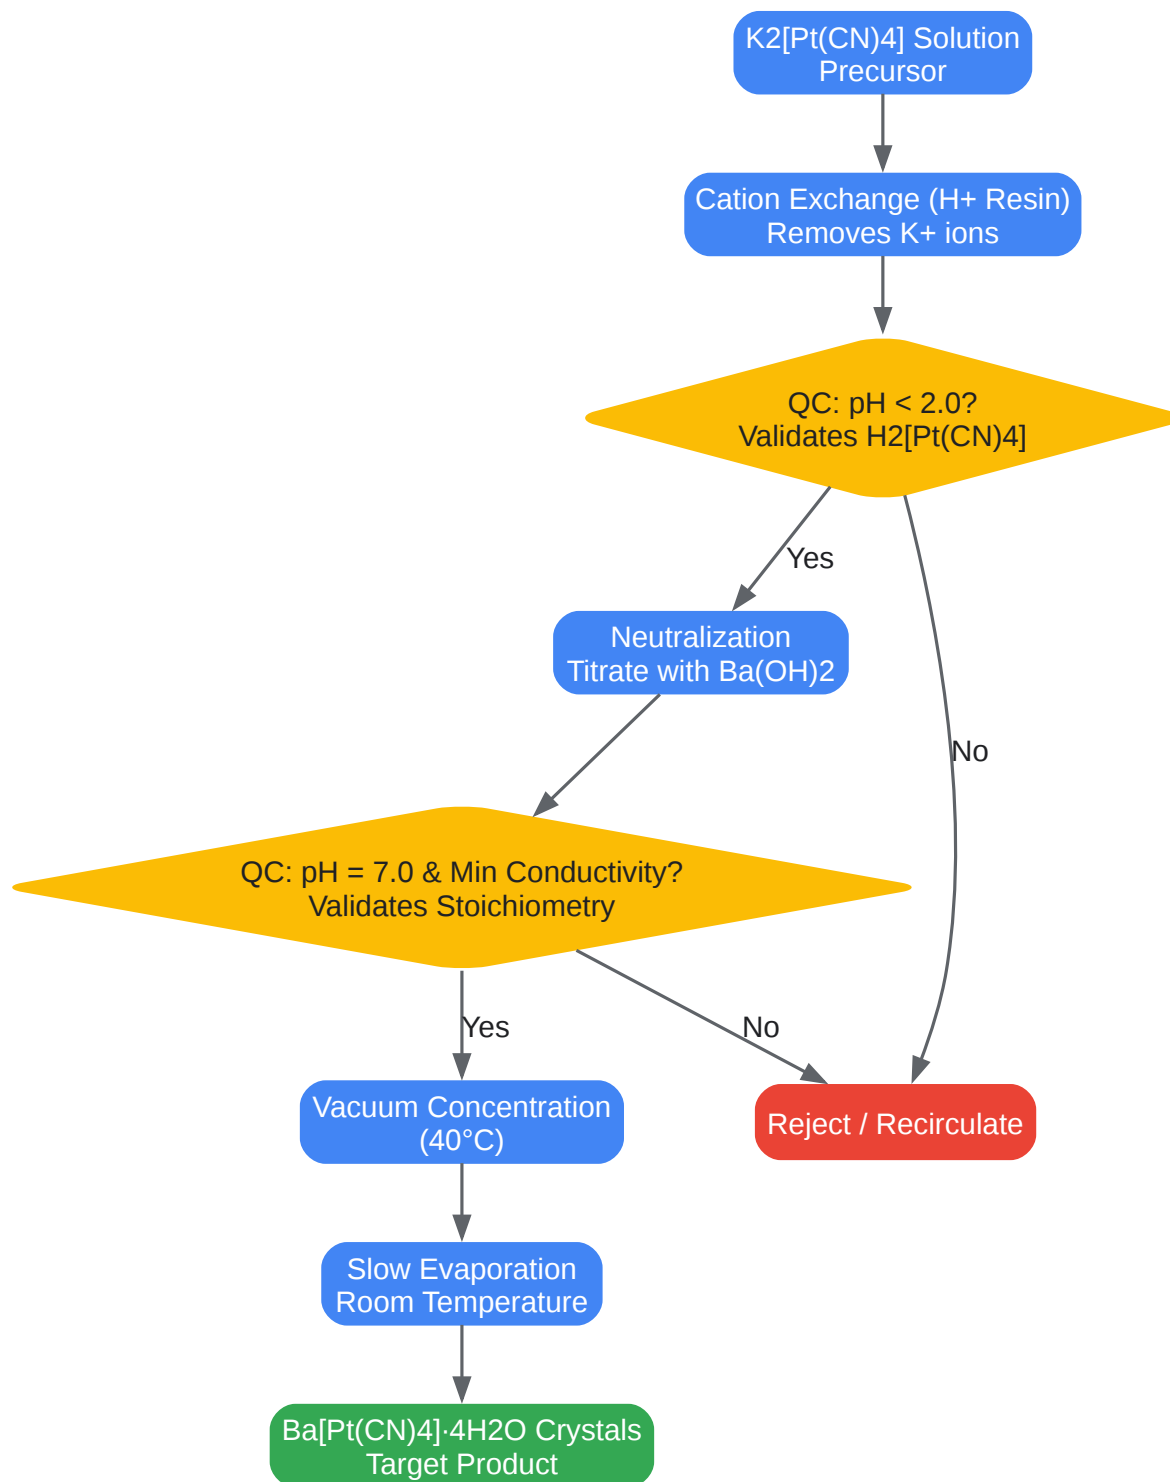 K2[Pt(CN)4] Solution
Precursor
Cation Exchange (H+ Resin)
Removes K+ ions
QC: pH < 2.0?
Validates H2[Pt(CN)4]
Yes
Neutralization
Titrate with Ba(OH)2
No
QC: pH = 7.0 & Min Conductivity?
Validates Stoichiometry
Yes
No
Vacuum Concentration
(40°C)
Reject / Recirculate
Slow Evaporation
Room Temperature
Ba[Pt(CN)4]·4H2O Crystals
Target Product